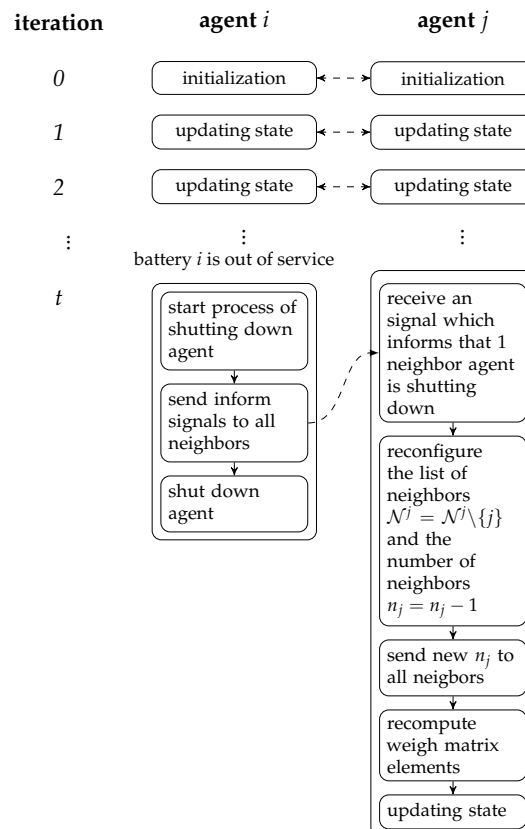 iteration agent i agent j
0 initialization initialization
1 updating state updating state
2 updating state updating state
⋮ ⋮ ⋮
battery i is out of service
t
start process of
shutting down
agent
send inform
signals to all
neighbors
shut down
agent
receive an
signal which
informs that 1
neighbor agent
is shutting
down
reconfigure
the list of
neighbors
𝒩^j = 𝒩^j\{j}
and the
number of
neighbors
n_j = n_j − 1
send new n_j to
all neigbors
recompute
weigh matrix
elements
updating state